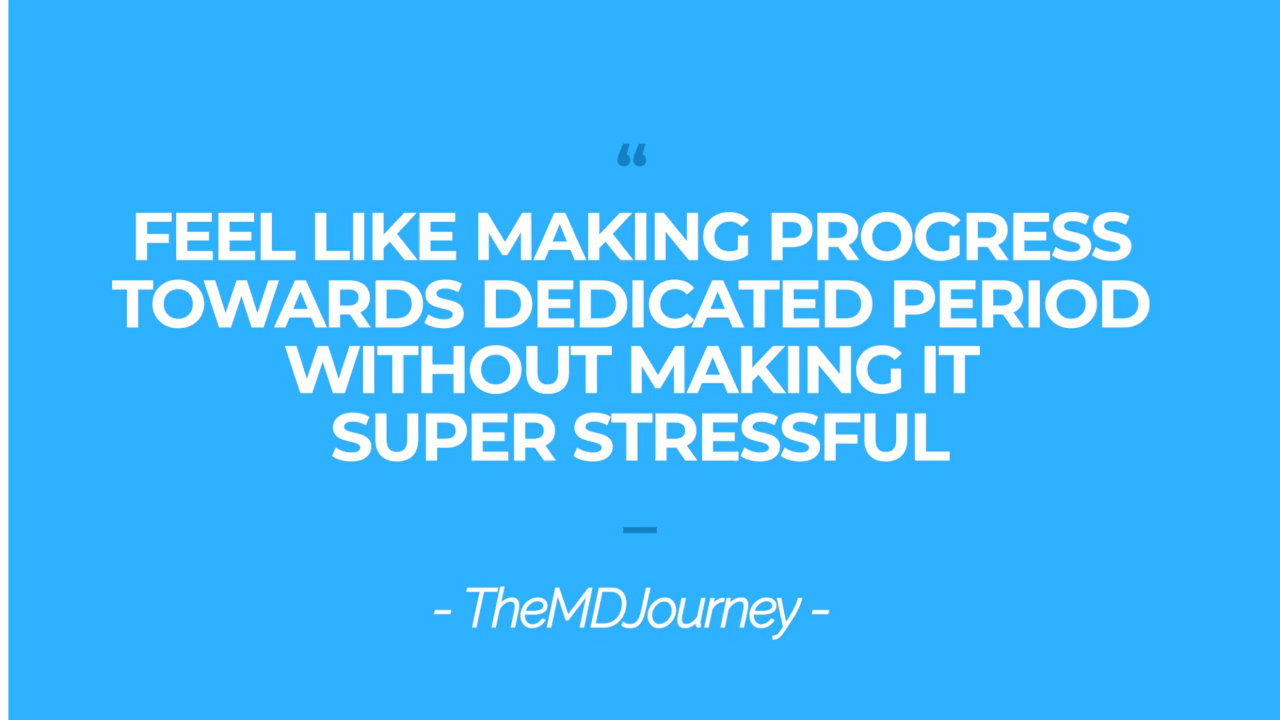 “
FEEL LIKE MAKING PROGRESS
TOWARDS DEDICATED PERIOD
WITHOUT MAKING IT
SUPER STRESSFUL
- TheMDJourney -